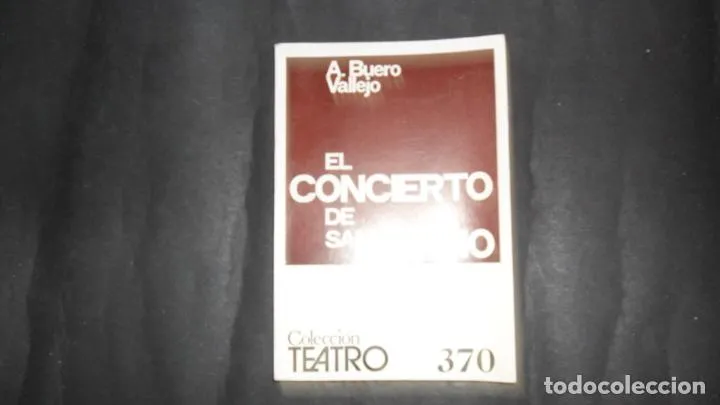 A. Buero
Vallejo
EL
CONCIERTO
DE
Colección
TEATRO 370
todocoleccion